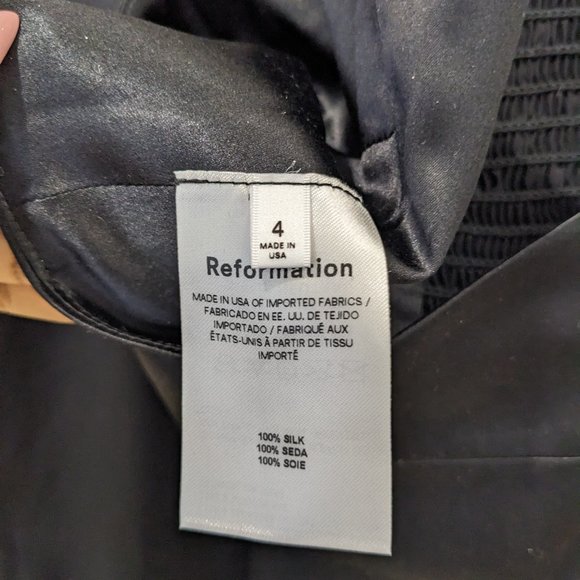 4
MADE IN
USA
Reformation
MADE IN USA OF IMPORTED FABRICS /
FABRICADO EN EE. UU. DE TEJIDO
IMPORTADO / FABRIQUÉ AUX
ÉTATS-UNIS À PARTIR DE TISSU
IMPORTÉ
100% SILK
100% SEDA
100% SOIE